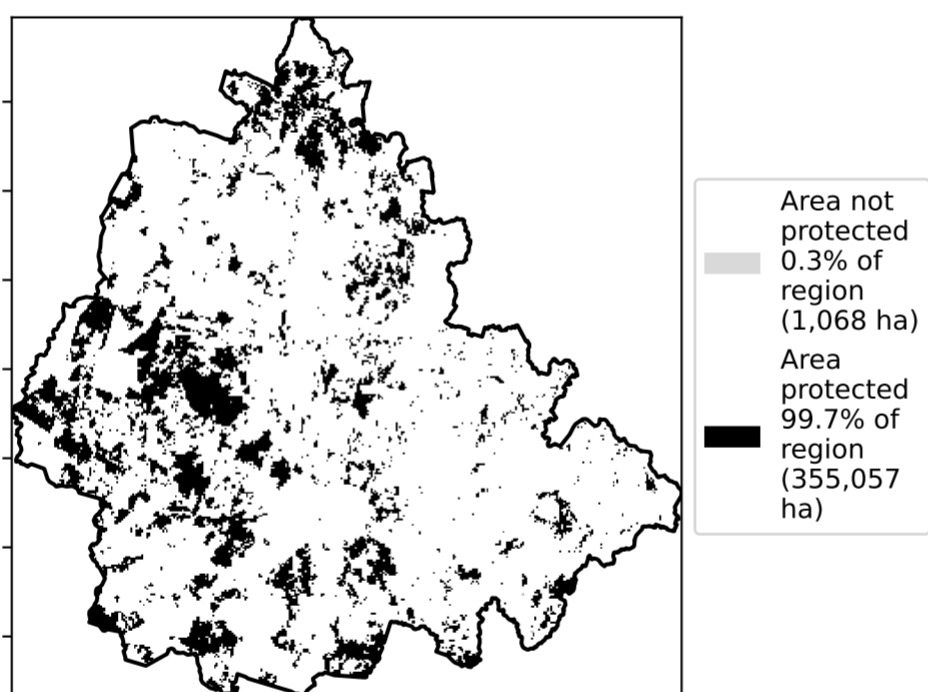 Area not
protected
0.3% of
region
(1,068 ha)
Area
protected
99.7% of
region
(355,057
ha)